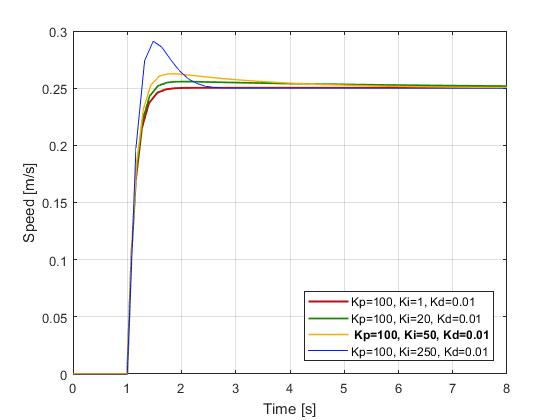 0.3
0.25
0.2
0.15
0.1
0.05
0
Speed [m/s]
Kp=100, Ki=1, Kd=0.01
Kp=100, Ki=20, Kd=0.01
Kp=100, Ki=50, Kd=0.01
Kp=100, Ki=250, Kd=0.01
0 1 2 3 4 5 6 7 8
Time [s]